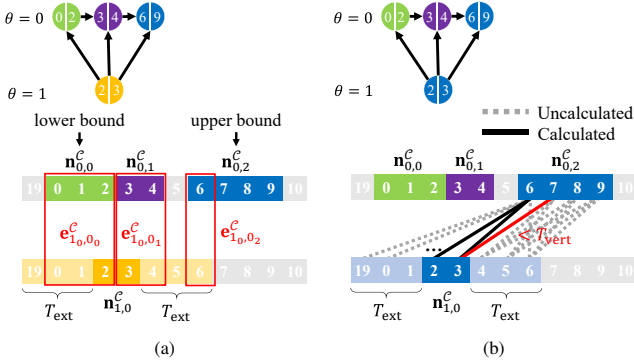 θ = 0
0 2 3 4 6 9
θ = 1
2 3
lower bound
upper bound
n^𝒞_{0,0} n^𝒞_{0,1} n^𝒞_{0,2}
19 0 1 2 3 4 5 6 7 8 9 10
e^𝒞_{1_0,0_0} e^𝒞_{1_0,0_1} e^𝒞_{1_0,0_2}
19 0 1 2 3 4 5 6 7 8 9 10
T_ext n^𝒞_{1,0} T_ext
(a)
θ = 0
0 2 3 4 6 9
θ = 1
2 3
Uncalculated
Calculated
n^𝒞_{0,0} n^𝒞_{0,1} n^𝒞_{0,2}
19 0 1 2 3 4 5 6 7 8 9 10
< T_vert
...
19 0 1 2 3 4 5 6 7 8 9 10
T_ext n^𝒞_{1,0} T_ext
(b)